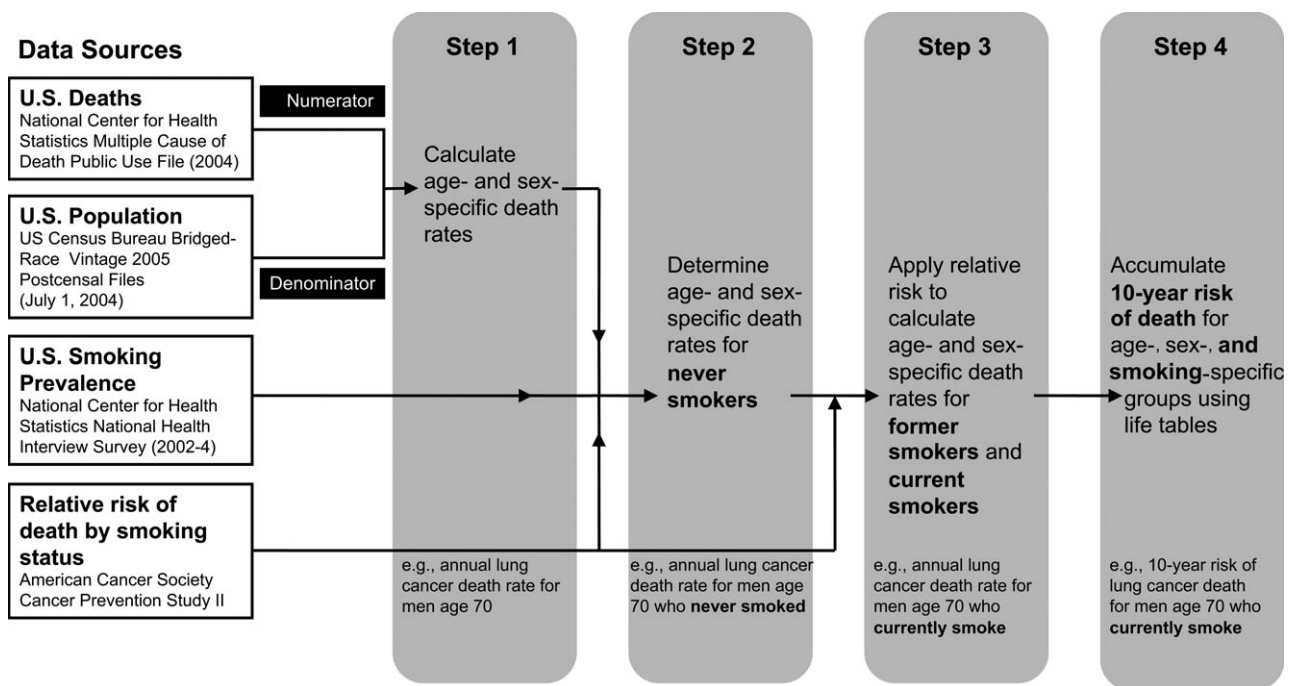 Data Sources
U.S. Deaths
National Center for Health
Statistics Multiple Cause of
Death Public Use File (2004)
Numerator
U.S. Population
US Census Bureau Bridged-
Race Vintage 2005
Postcensal Files
(July 1, 2004)
Denominator
U.S. Smoking
Prevalence
National Center for Health
Statistics National Health
Interview Survey (2002-4)
Relative risk of
death by smoking
status
American Cancer Society
Cancer Prevention Study II
Step 1
Calculate
age- and sex-
specific death
rates
e.g., annual lung
cancer death rate for
men age 70
Step 2
Determine
age- and sex-
specific death
rates for
never
smokers
e.g., annual lung cancer
death rate for men age
70 who never smoked
Step 3
Apply relative
risk to
calculate
age- and sex-
specific death
rates for
former
smokers and
current
smokers
e.g., annual lung
cancer death rate for
men age 70 who
currently smoke
Step 4
Accumulate
10-year risk
of death for
age-, sex-, and
smoking-specific
groups using
life tables
e.g., 10-year risk of
lung cancer death
for men age 70 who
currently smoke